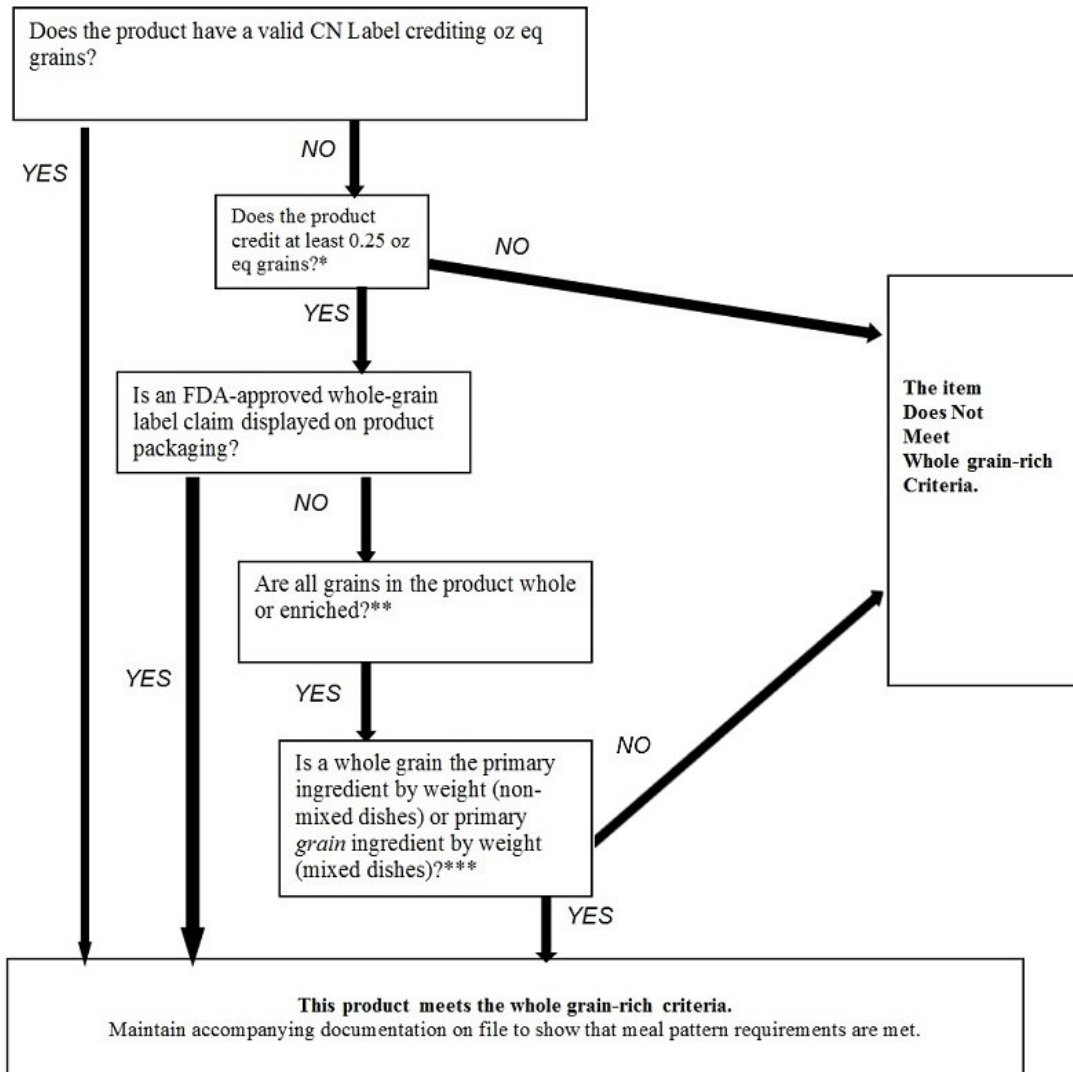 Does the product have a valid CN Label crediting oz eq
grains?
YES
NO
Does the product
credit at least 0.25 oz
eq grains?*
NO
YES
Is an FDA-approved whole-grain
label claim displayed on product
packaging?
The item
Does Not
Meet
Whole grain-rich
Criteria.
NO
YES
Are all grains in the product whole
or enriched?**
YES
Is a whole grain the primary
ingredient by weight (non-
mixed dishes) or primary
grain ingredient by weight
(mixed dishes)?***
NO
YES
This product meets the whole grain-rich criteria.
Maintain accompanying documentation on file to show that meal pattern requirements are met.